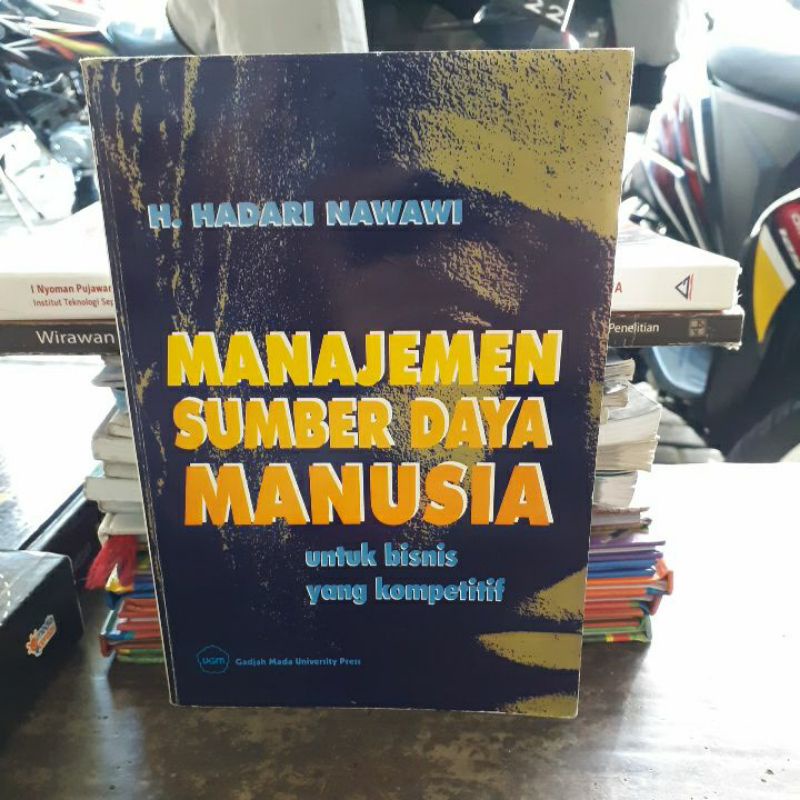 H. HADARI NAWAWI
MANAJEMEN
SUMBER DAYA
MANUSIA
untuk bisnis
yang kompetitif
UGM
Gadjah Mada University Press
I Nyoman Pujawan
Institut Teknologi Sep
Wirawan
A
Penelitian
22